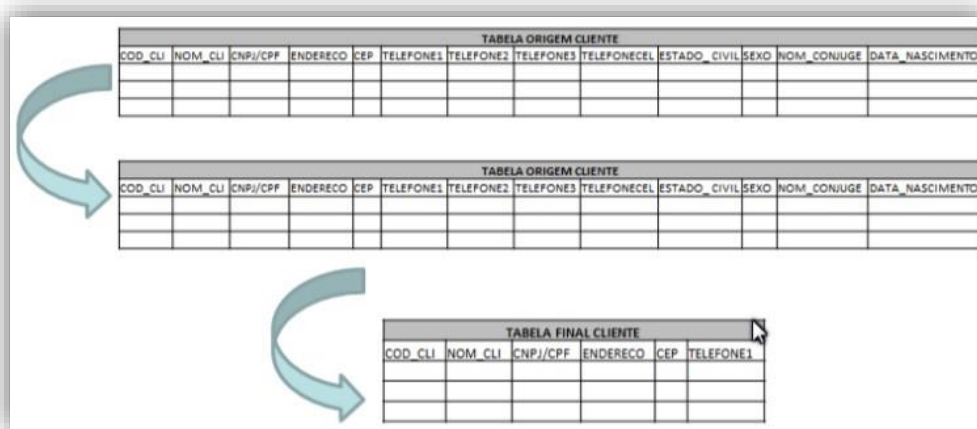 TABELA ORIGEM CLIENTE
COD_CLI NOM_CLI CNPJ/CPF ENDERECO CEP TELEFONE1 TELEFONE2 TELEFONE3 TELEFONECEL ESTADO_CIVIL SEXO NOM_CONJUGE DATA_NASCIMENTO
TABELA ORIGEM CLIENTE
COD_CLI NOM_CLI CNPJ/CPF ENDERECO CEP TELEFONE1 TELEFONE2 TELEFONE3 TELEFONECEL ESTADO_CIVIL SEXO NOM_CONJUGE DATA_NASCIMENTO
TABELA FINAL CLIENTE
COD_CLI NOM_CLI CNPJ/CPF ENDERECO CEP TELEFONE1